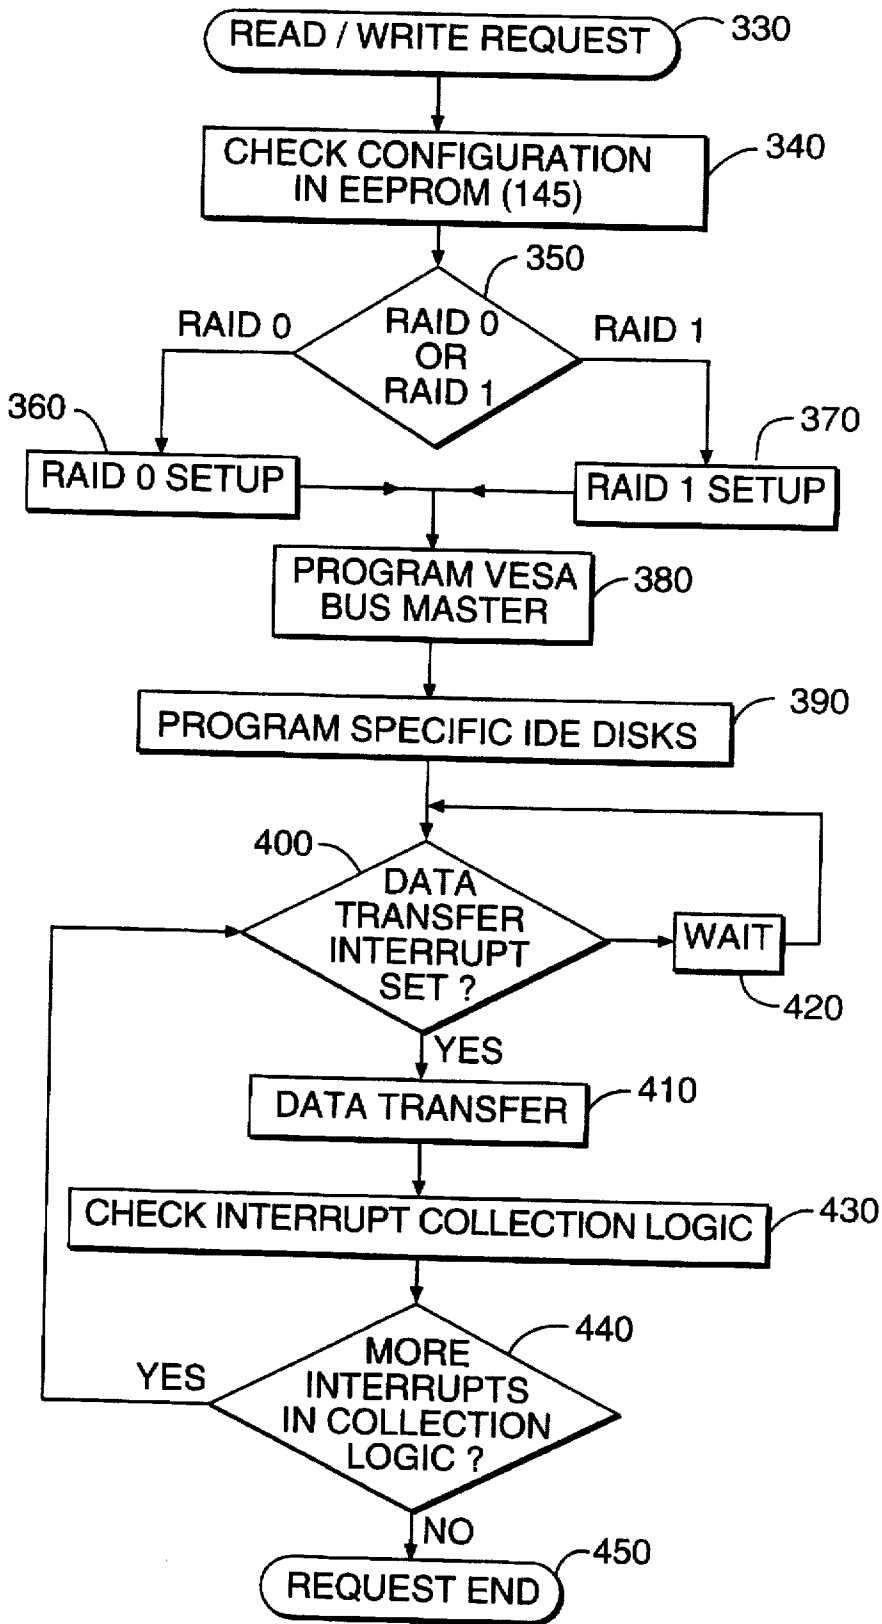 READ / WRITE REQUEST
330
CHECK CONFIGURATION
IN EEPROM (145)
340
350
RAID 0
RAID 0
OR
RAID 1
RAID 1
360
370
RAID 0 SETUP
RAID 1 SETUP
PROGRAM VESA
BUS MASTER
380
390
PROGRAM SPECIFIC IDE DISKS
400
DATA
TRANSFER
INTERRUPT
SET ?
WAIT
420
YES
DATA TRANSFER
410
CHECK INTERRUPT COLLECTION LOGIC
430
440
MORE
INTERRUPTS
IN COLLECTION
LOGIC ?
YES
NO
REQUEST END
450